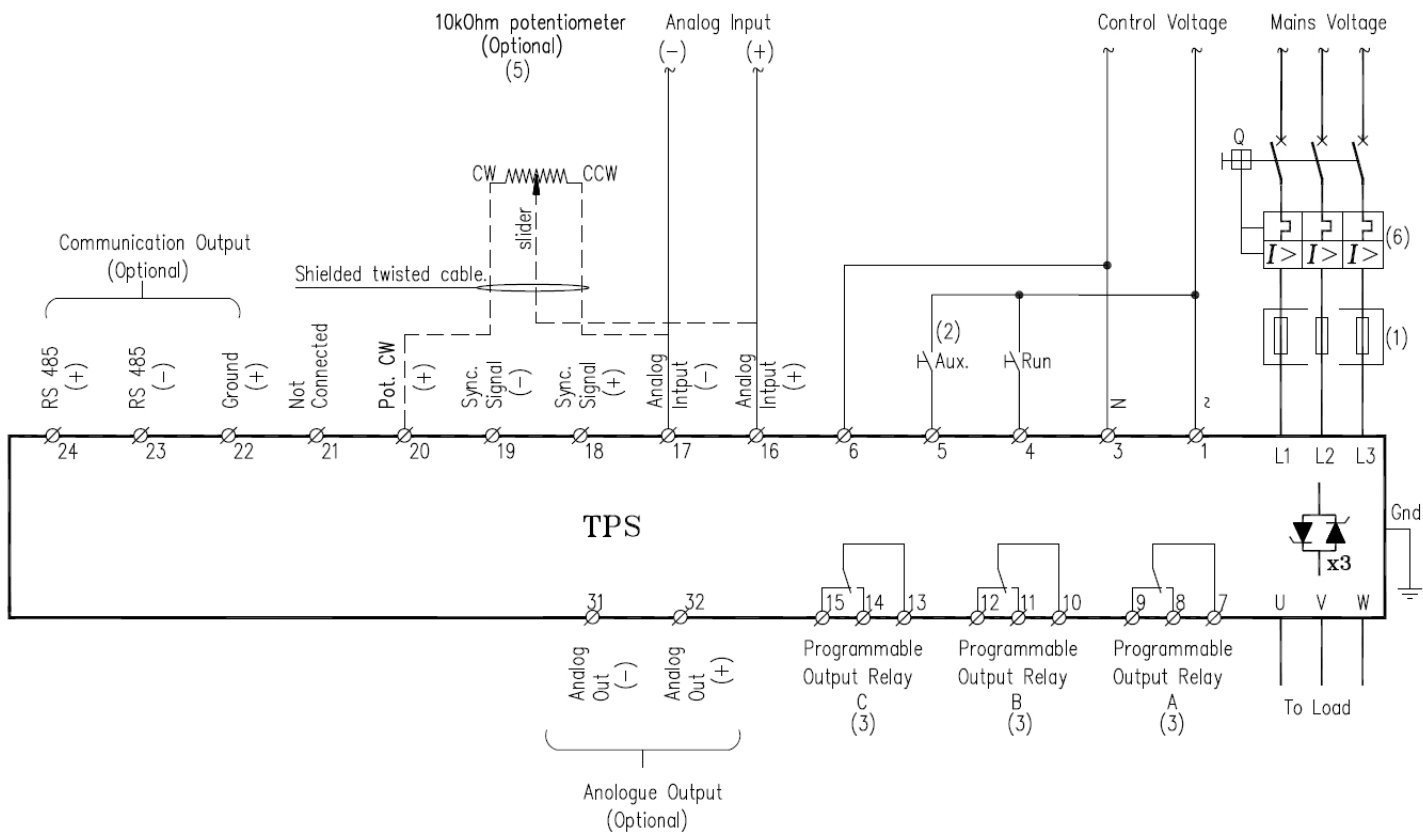 10kOhm potentiometer
(Optional)
(5)
Analog Input
(-)
(+)
Control Voltage
Mains Voltage
~
~
~
~
~
~
~
Q
CW
CCW
slider
Communication Output
(Optional)
Shielded twisted cable.
I>
I>
I>
(6)
(1)
(2)
Aux.
Run
RS 485
(+)
RS 485
(-)
Ground
(+)
Not
Connected
Pot. CW
(+)
Sync.
Signal
(-)
Sync.
Signal
(+)
Analog
Intput
(-)
Analog
Intput
(+)
N
~
24
23
22
21
20
19
18
17
16
6
5
4
3
1
L1
L2
L3
TPS
Gnd
x3
31
32
15
14
13
12
11
10
9
8
7
U
V
W
Analog
Out
(-)
Analog
Out
(+)
Programmable
Output Relay
C
(3)
Programmable
Output Relay
B
(3)
Programmable
Output Relay
A
(3)
To Load
Anologue Output
(Optional)